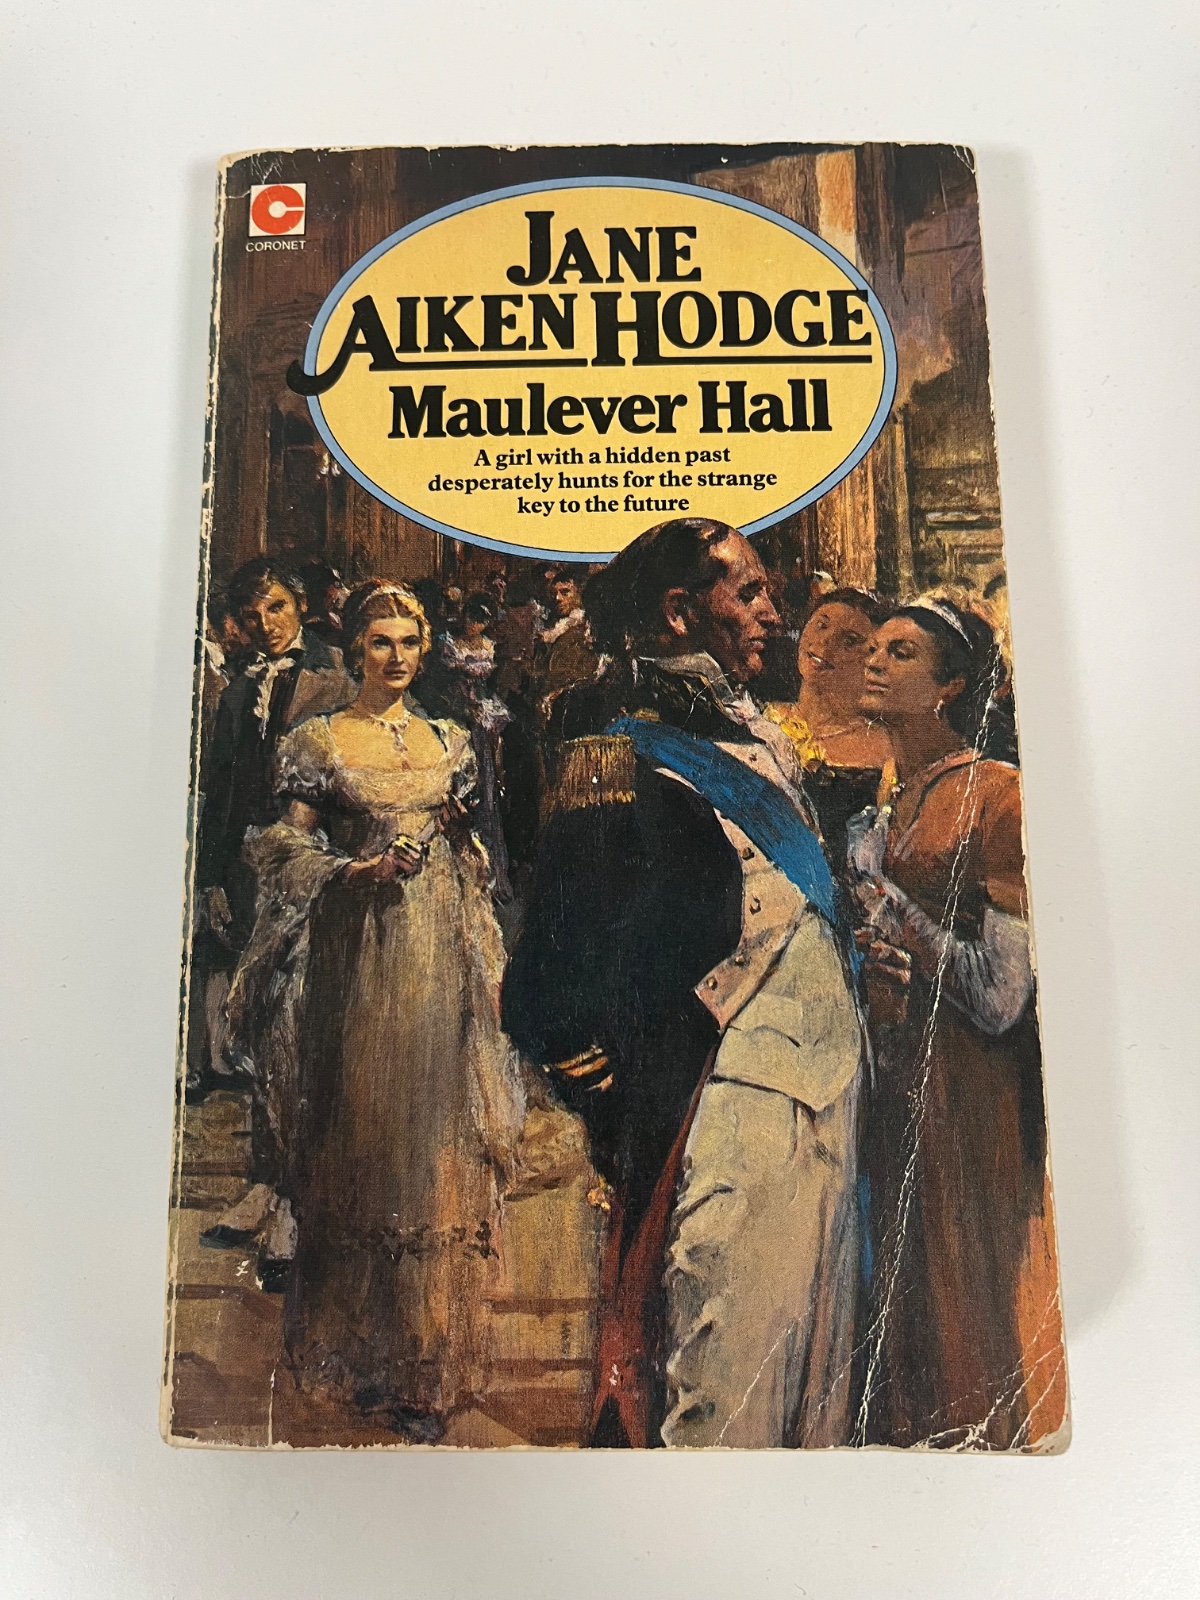 CORONET
JANE
AIKEN HODGE
Maulever Hall
A girl with a hidden past
desperately hunts for the strange
key to the future